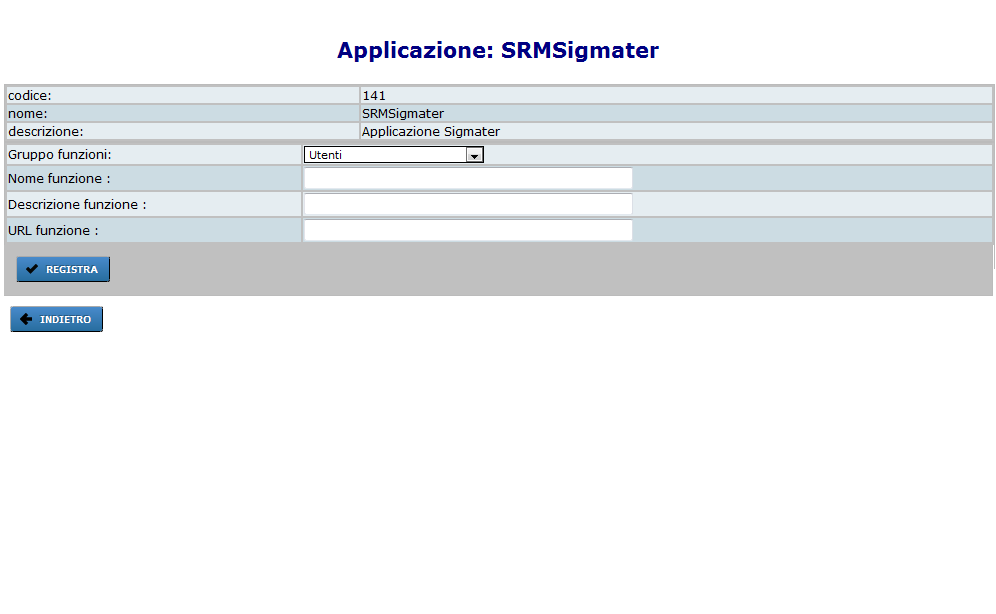 Applicazione: SRMSigmater
codice: 141
nome: SRMSigmater
descrizione: Applicazione Sigmater
Gruppo funzioni: Utenti
Nome funzione :
Descrizione funzione :
URL funzione :
REGISTRA
INDIETRO